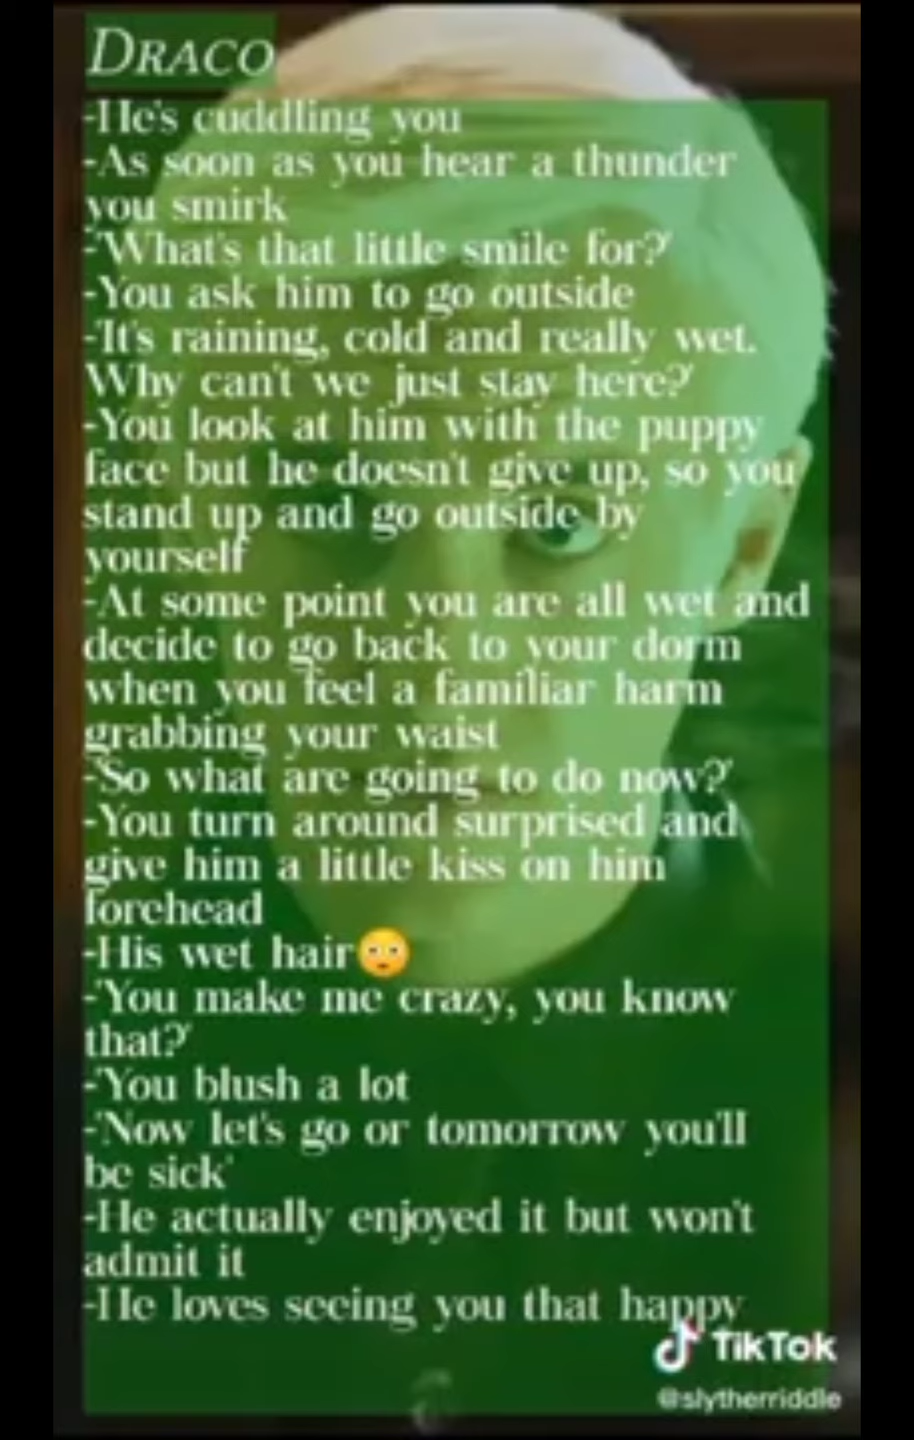 DRACO
-He's cuddling you
-As soon as you hear a thunder
you smirk
-'What's that little smile for?'
-You ask him to go outside
-'It's raining, cold and really wet.
Why can't we just stay here?'
-You look at him with the puppy
face but he doesn't give up, so you
stand up and go outside by
yourself
-At some point you are all wet and
decide to go back to your dorm
when you feel a familiar harm
grabbing your waist
-'So what are going to do now?'
-You turn around surprised and
give him a little kiss on him
forehead
-His wet hair😳
-'You make me crazy, you know
that?'
-You blush a lot
-'Now let's go or tomorrow you'll
be sick'
-He actually enjoyed it but won't
admit it
-He loves seeing you that happy
TikTok
@slytherriddle